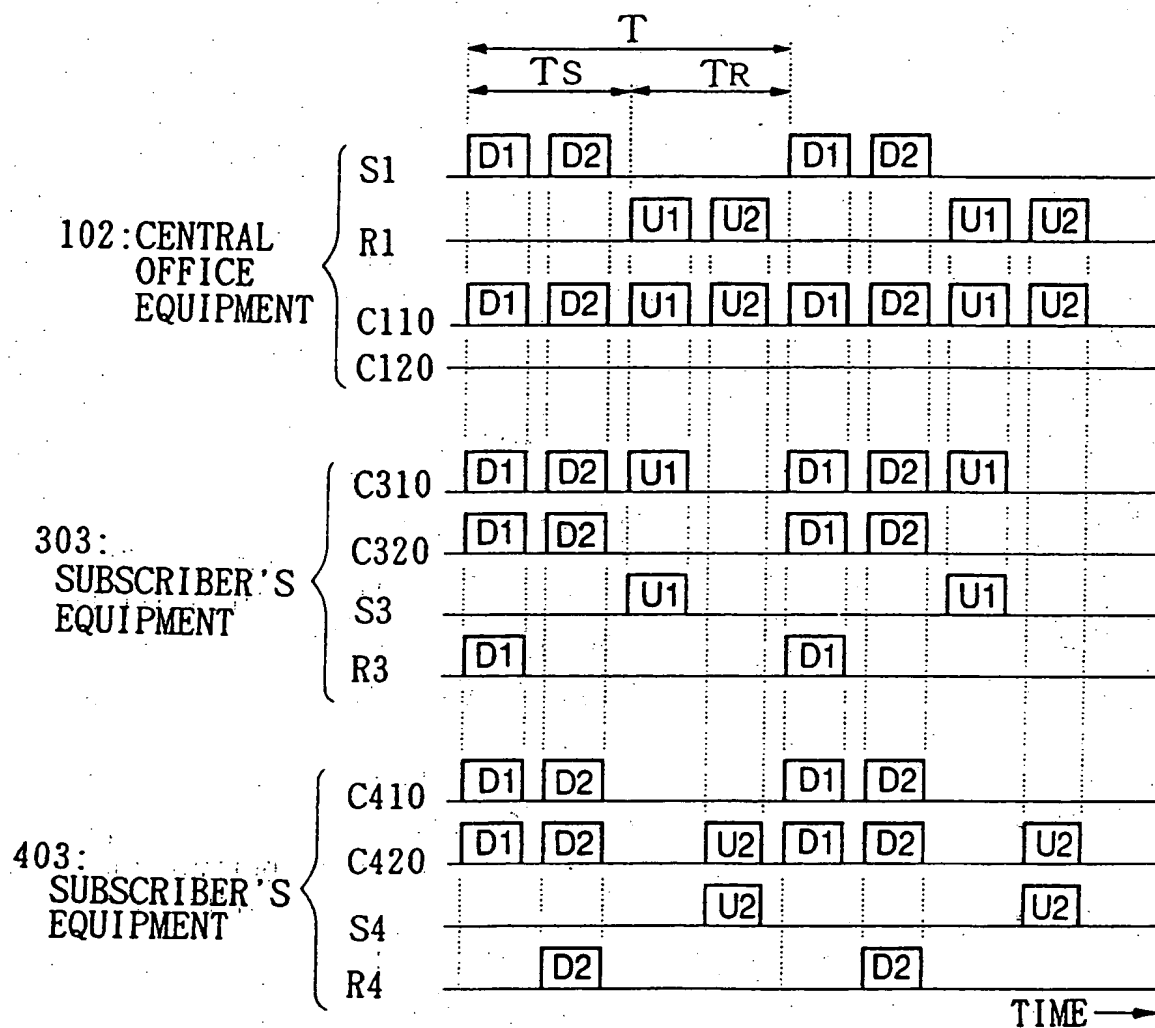 T
TS TR
S1 D1 D2 D1 D2
R1 U1 U2 U1 U2
102:CENTRAL
OFFICE
EQUIPMENT
C110 D1 D2 U1 U2 D1 D2 U1 U2
C120
C310 D1 D2 U1 D1 D2 U1
303:
SUBSCRIBER'S
EQUIPMENT
C320 D1 D2 D1 D2
S3 U1 U1
R3 D1 D1
C410 D1 D2 D1 D2
403:
SUBSCRIBER'S
EQUIPMENT
C420 D1 D2 U2 D1 D2 U2
S4 U2 U2
R4 D2 D2
TIME